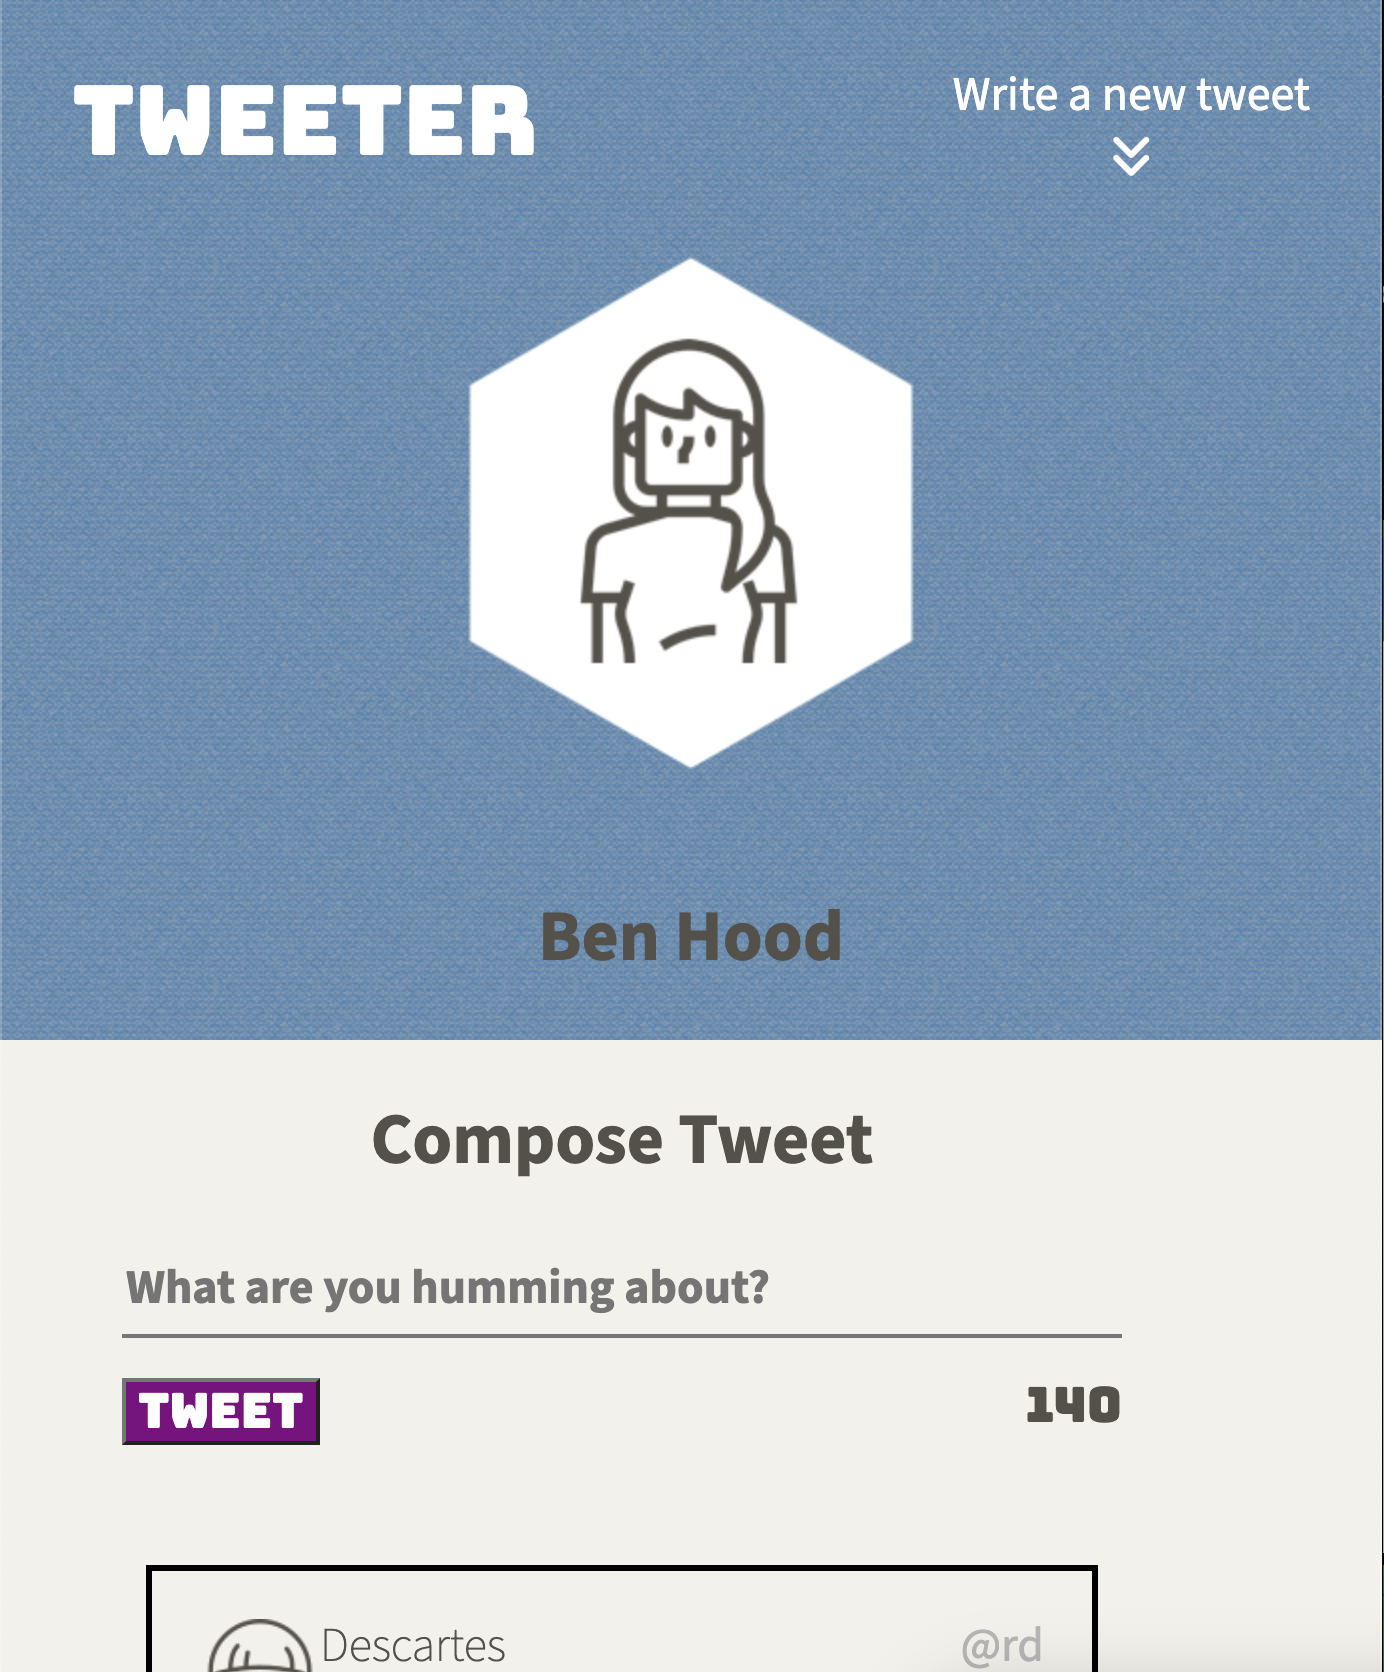 TWEETER
Write a new tweet
Ben Hood
Compose Tweet
What are you humming about?
TWEET
140
Descartes
@rd